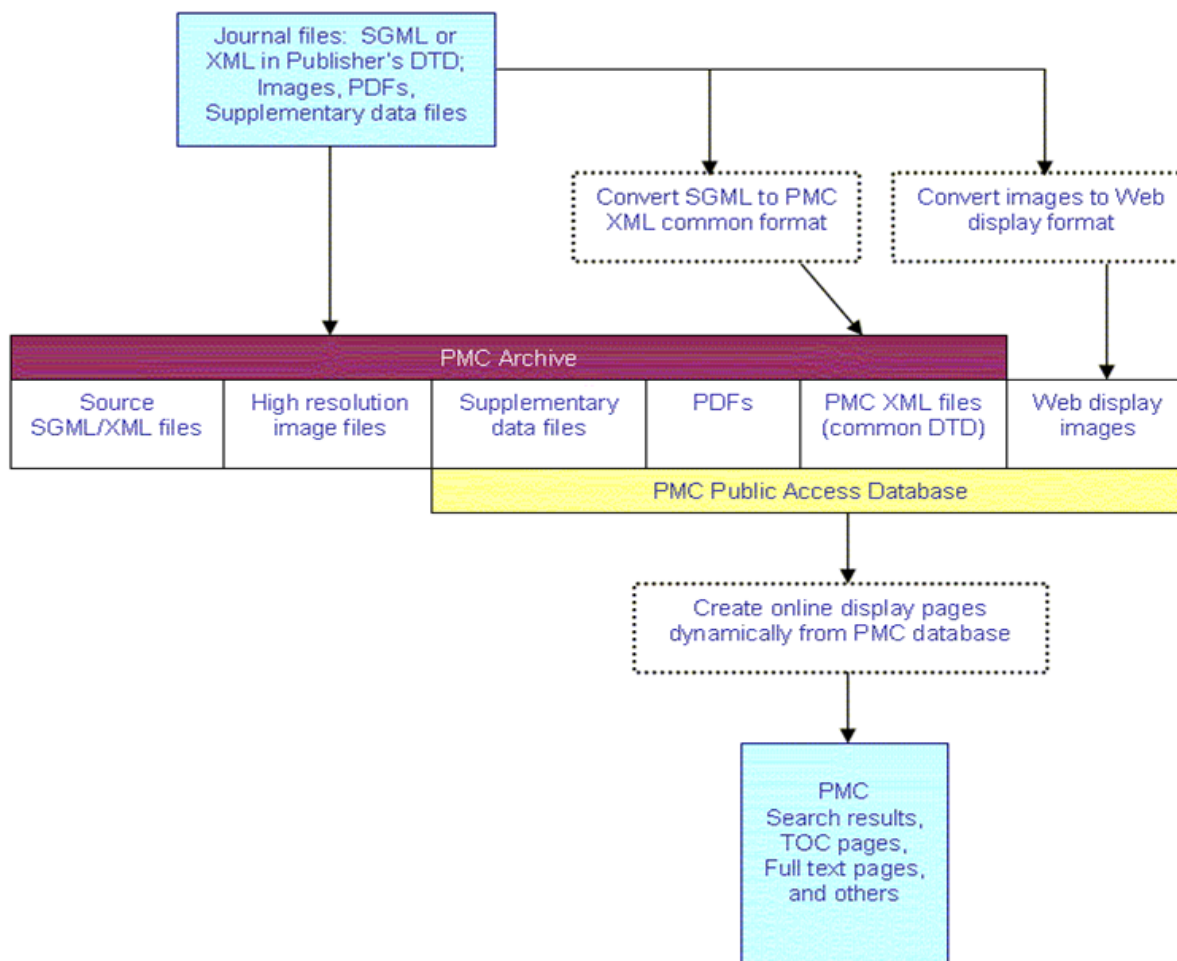 Journal files: SGML or
XML in Publisher's DTD;
Images, PDFs,
Supplementary data files
Convert SGML to PMC
XML common format
Convert images to Web
display format
PMC Archive
Source
SGML/XML files
High resolution
image files
Supplementary
data files
PDFs
PMC XML files
(common DTD)
Web display
images
PMC Public Access Database
Create online display pages
dynamically from PMC database
PMC
Search results,
TOC pages,
Full text pages,
and others